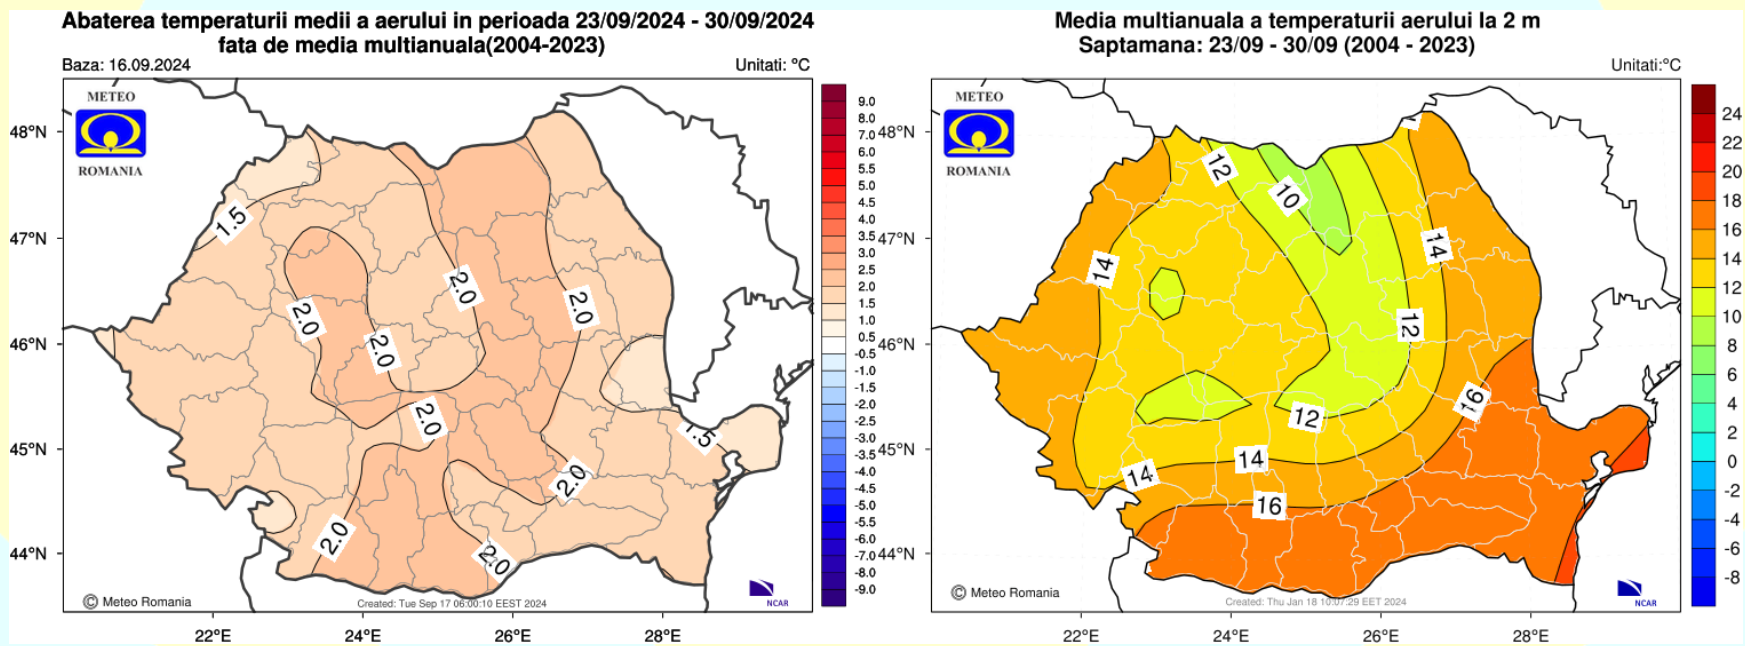 Abaterea temperaturii medii a aerului in perioada 23/09/2024 - 30/09/2024
fata de media multianuala(2004-2023)
Baza: 16.09.2024
Unitati: °C
METEO
ROMANIA
48°N
47°N
46°N
45°N
44°N
1.5
2.0
2.0
2.0
2.0
2.0
1.5
2.0
2.0
2.0
9.0
8.0
7.0
6.0
5.5
5.0
4.5
4.0
3.5
3.0
2.5
2.0
1.5
1.0
0.5
-0.5
-1.0
-1.5
-2.0
-2.5
-3.0
-3.5
-4.0
-4.5
-5.0
-5.5
-6.0
-7.0
-8.0
-9.0
© Meteo Romania
Created: Tue Sep 17 06:00:10 EEST 2024
NCAR
22°E
24°E
26°E
28°E
Media multianuala a temperaturii aerului la 2 m
Saptamana: 23/09 - 30/09 (2004 - 2023)
Unitati:°C
METEO
ROMANIA
48°N
47°N
46°N
45°N
44°N
12
10
14
14
12
16
12
14
14
16
24
22
20
18
16
14
12
10
8
6
4
2
0
-2
-4
-6
-8
© Meteo Romania
Created: Thu Jan 18 10:07:29 EET 2024
NCAR
22°E
24°E
26°E
28°E